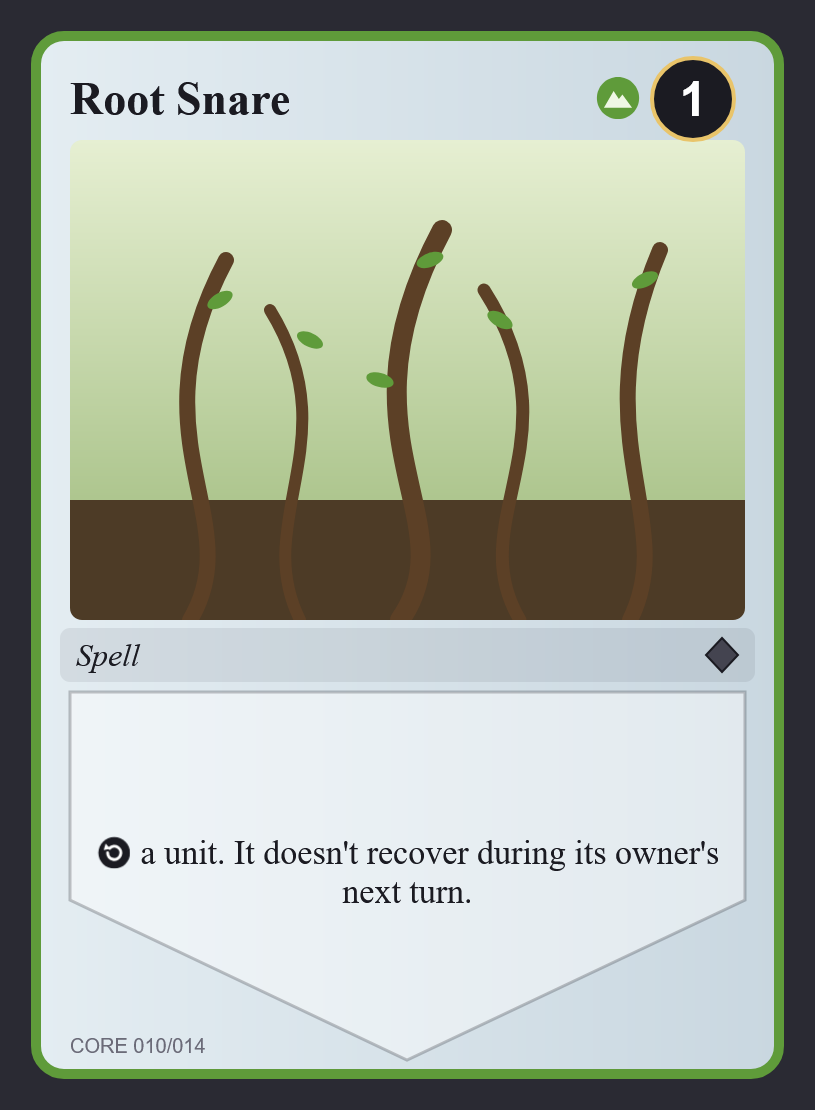 Root Snare
1
Spell
a unit. It doesn't recover during its owner's
next turn.
CORE 010/014